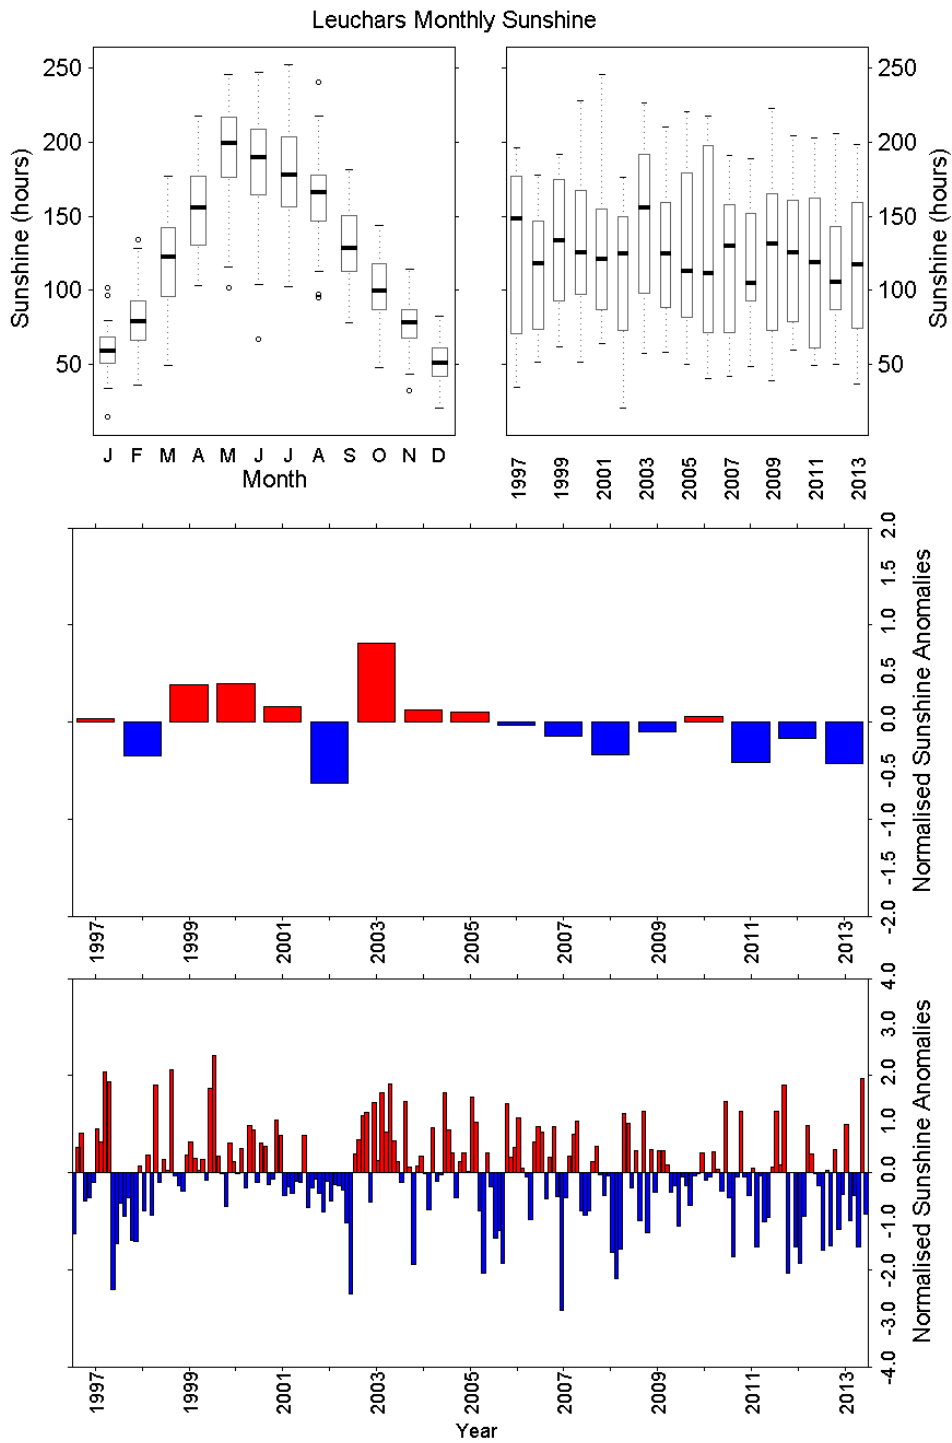 Leuchars Monthly Sunshine
250
200
150
100
50
Sunshine (hours)
J F M A M J J A S O N D
Month
250
200
150
100
50
Sunshine (hours)
1997 1999 2001 2003 2005 2007 2009 2011 2013
2.0
1.5
1.0
0.5
0.0
-0.5
-1.0
-1.5
-2.0
Normalised Sunshine Anomalies
1997 1999 2001 2003 2005 2007 2009 2011 2013
4.0
3.0
2.0
1.0
0.0
-1.0
-2.0
-3.0
-4.0
Normalised Sunshine Anomalies
1997 1999 2001 2003 2005 2007 2009 2011 2013
Year